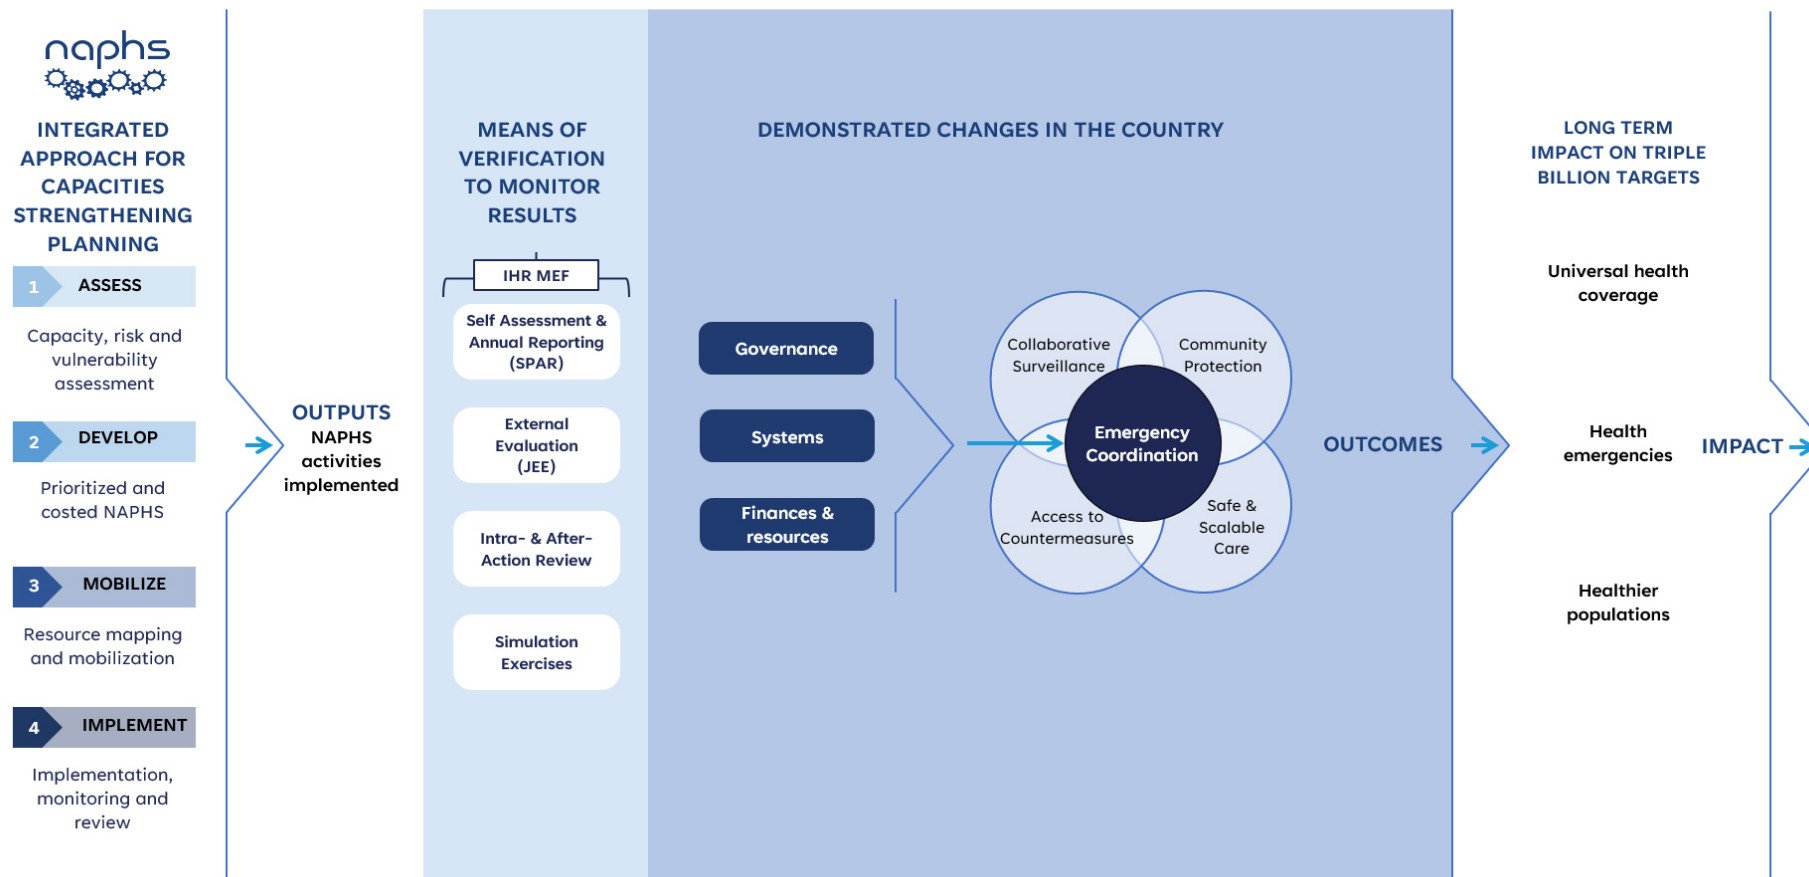 naphs
INTEGRATED
APPROACH FOR
CAPACITIES
STRENGTHENING
PLANNING
1 ASSESS
Capacity, risk and
vulnerability
assessment
2 DEVELOP
Prioritized and
costed NAPHS
3 MOBILIZE
Resource mapping
and mobilization
4 IMPLEMENT
Implementation,
monitoring and
review
OUTPUTS
NAPHS
activities
implemented
MEANS OF
VERIFICATION
TO MONITOR
RESULTS
IHR MEF
Self Assessment &
Annual Reporting
(SPAR)
External
Evaluation
(JEE)
Intra- & After-
Action Review
Simulation
Exercises
DEMONSTRATED CHANGES IN THE COUNTRY
Governance
Systems
Finances &
resources
Collaborative
Surveillance
Community
Protection
Emergency
Coordination
Access to
Countermeasures
Safe &
Scalable
Care
OUTCOMES
LONG TERM
IMPACT ON TRIPLE
BILLION TARGETS
Universal health
coverage
Health
emergencies
Healthier
populations
IMPACT